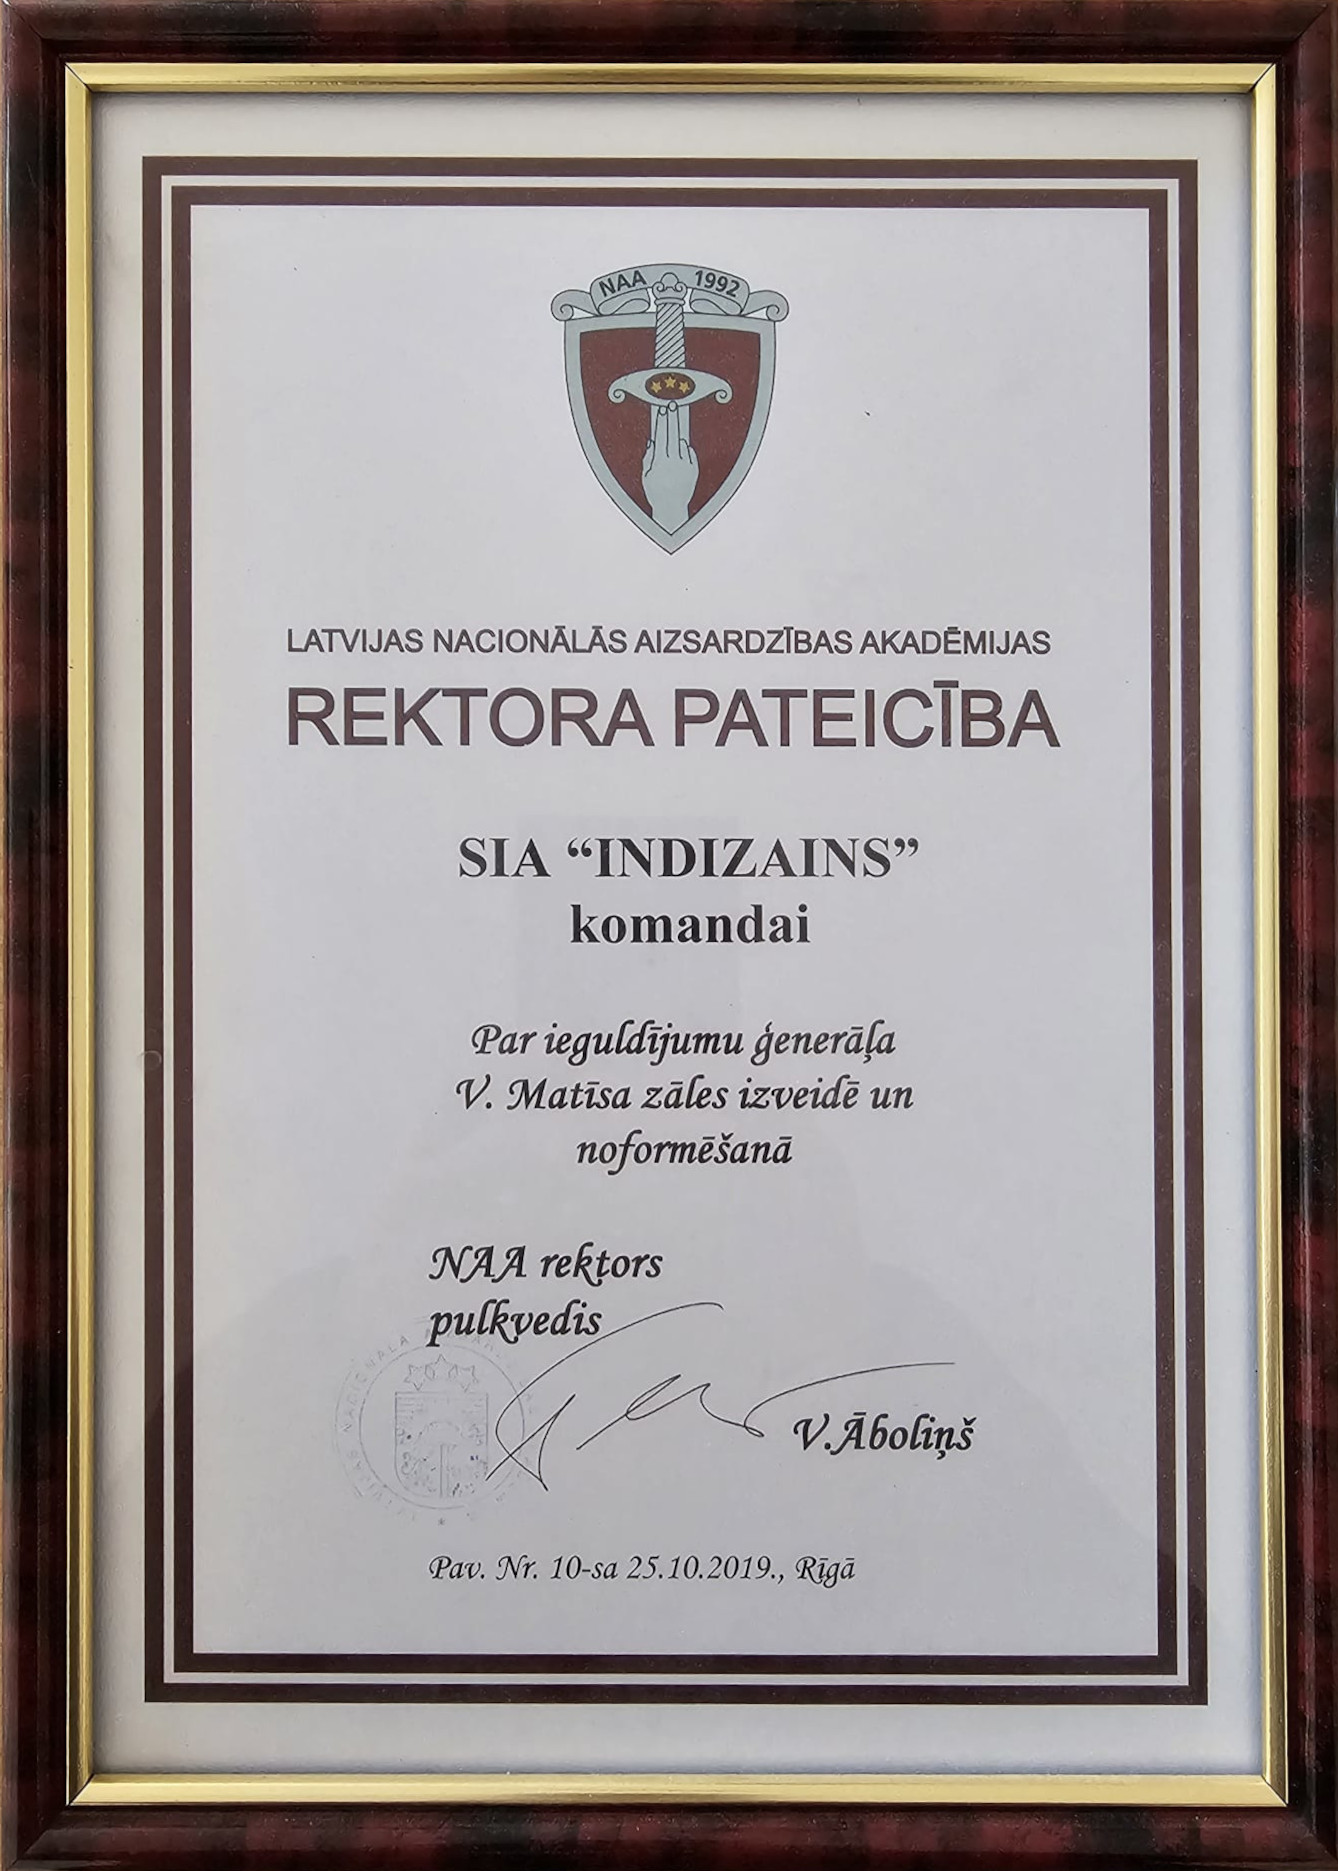 NAA 1992
LATVIJAS NACIONĀLĀS AIZSARDZĪBAS AKADĒMIJAS
REKTORA PATEICĪBA
SIA “INDIZAINS”
komandai
Par ieguldījumu ģenerāļa
V. Matīsa zāles izveidē un
noformēšanā
NAA rektors
pulkvedis
V.Āboliņš
Pav. Nr. 10-sa 25.10.2019., Rīgā